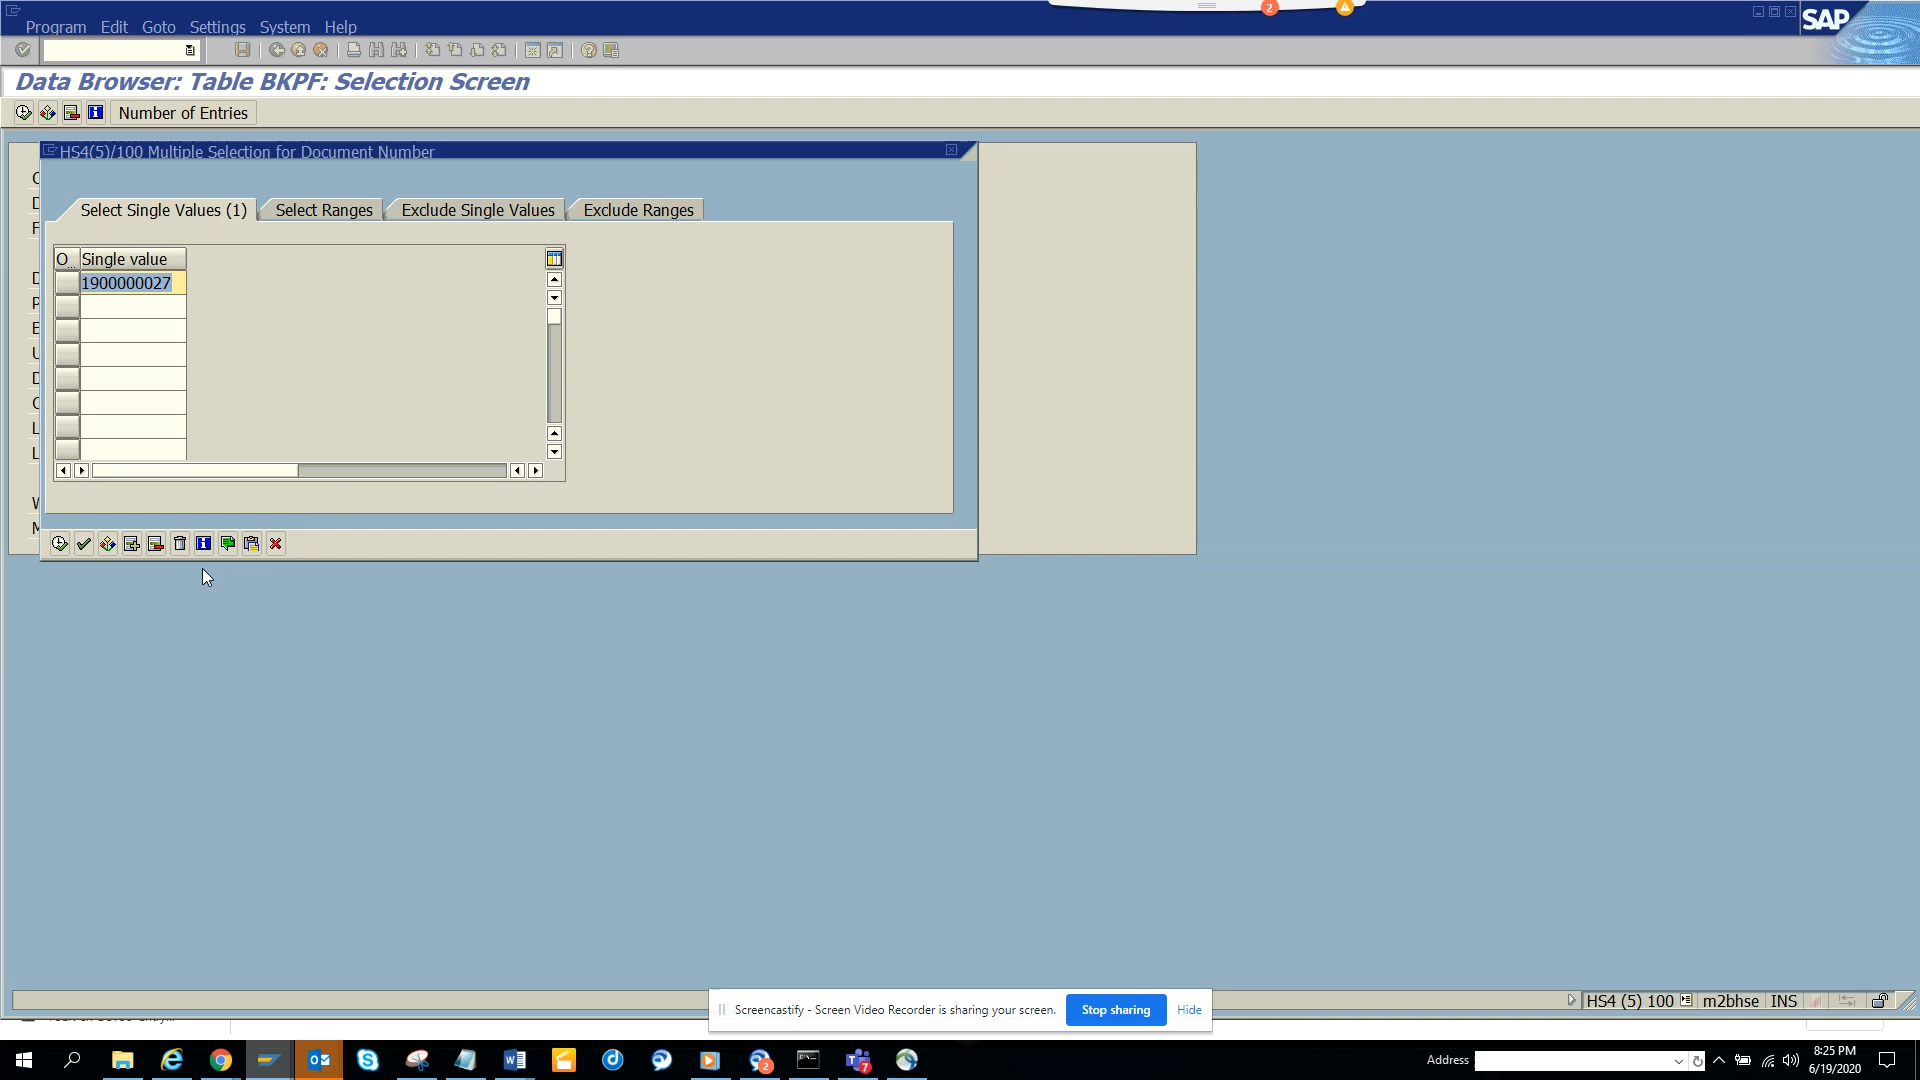 Program Edit Goto Settings System Help
SAP
Data Browser: Table BKPF: Selection Screen
Number of Entries
HS4(5)/100 Multiple Selection for Document Number
Select Single Values (1) Select Ranges Exclude Single Values Exclude Ranges
O... Single value
1900000027
2
HS4 (5) 100 m2bhse INS
Screencastify - Screen Video Recorder is sharing your screen. Stop sharing Hide
Address
8:25 PM
6/19/2020
2
7